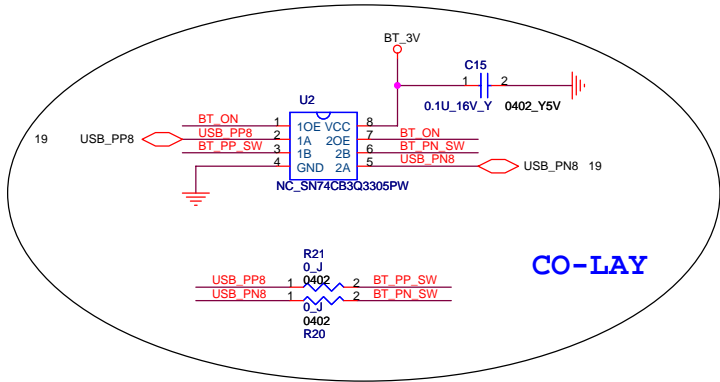 BT_3V
C15
1 2
0.1U_16V_Y 0402_Y5V
U2
BT_ON 1 1OE VCC 8
19 USB_PP8 USB_PP8 2 1A 2OE 7 BT_ON
BT_PP_SW 3 1B 2B 6 BT_PN_SW
4 GND 2A 5 USB_PN8 USB_PN8 19
NC_SN74CB3Q3305PW
R21
0_J
CO-LAY
USB_PP8 1 0402 2 BT_PP_SW
USB_PN8 1 2 BT_PN_SW
0_J
0402
R20